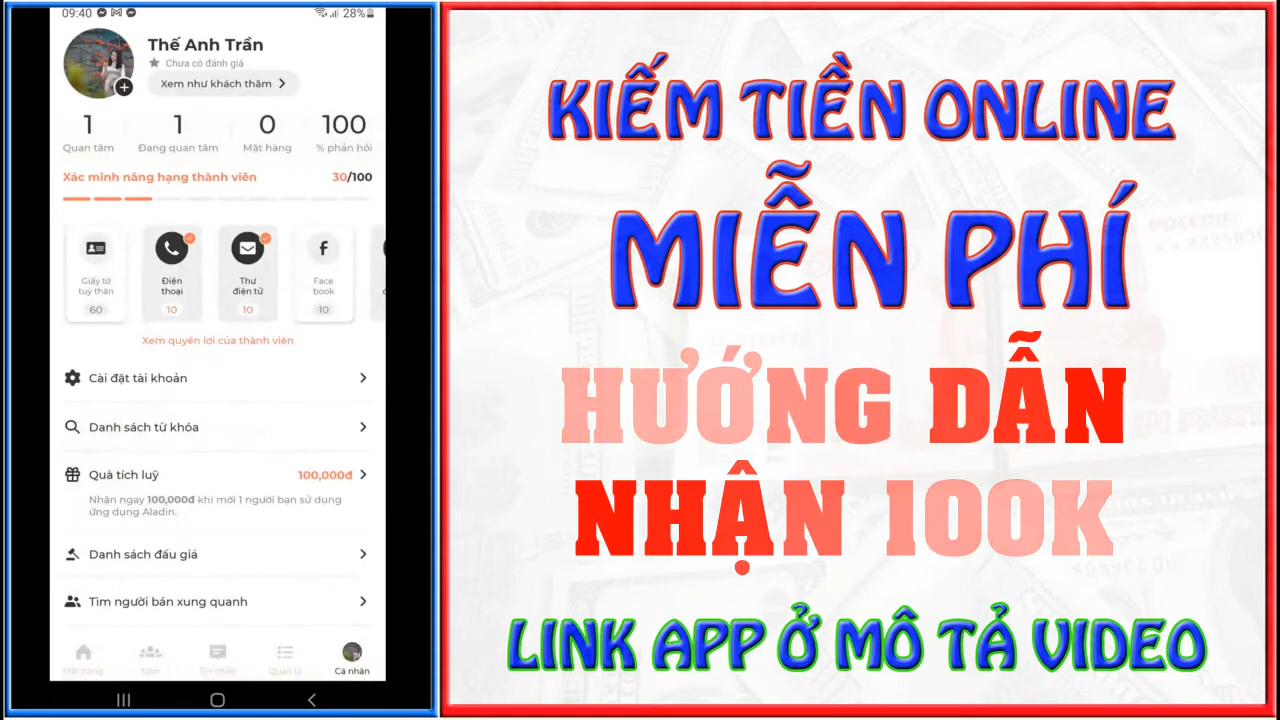 09:40
28%
Thế Anh Trần
Chưa có đánh giá
Xem như khách thăm
1 1 0 100
Quan tâm Đang quan tâm Mặt hàng % phản hồi
Xác minh nâng hạng thành viên 30/100
Giấy tờ tuỳ thân
60
Điện thoại
10
Thư điện tử
10
Face book
10
Xem quyền lợi của thành viên
Cài đặt tài khoản
Danh sách từ khóa
Quà tích luỹ 100,000đ
Nhận ngay 100,000đ khi mời 1 người bạn sử dụng
ứng dụng Aladin.
Danh sách đấu giá
Tìm người bán xung quanh
Mặt hàng Tin nhắn Quản lý Cá nhân
KIẾM TIỀN ONLINE
MIỄN PHÍ
HƯỚNG DẪN
NHẬN 100K
LINK APP Ở MÔ TẢ VIDEO